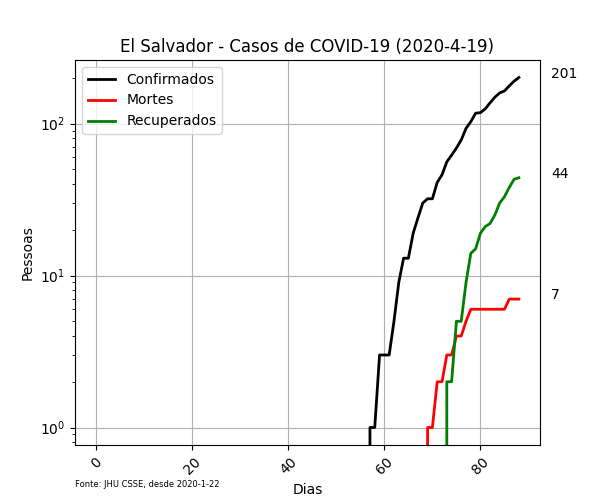 El Salvador - Casos de COVID-19 (2020-4-19)
Confirmados
Mortes
Recuperados
201
44
7
10²
10¹
10⁰
Pessoas
0
20
40
60
80
Dias
Fonte: JHU CSSE, desde 2020-1-22